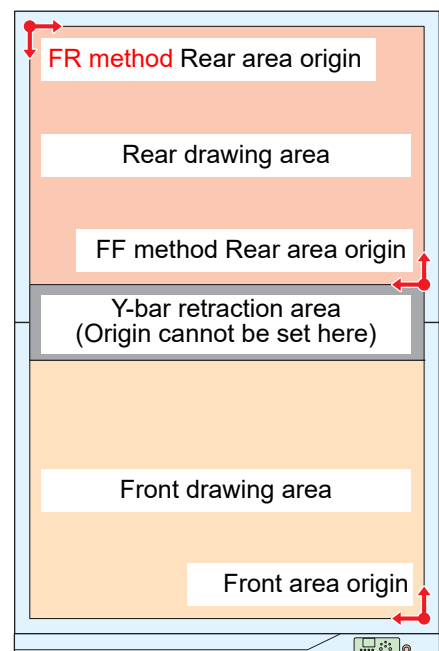 FR method Rear area origin
Rear drawing area
FF method Rear area origin
Y-bar retraction area
(Origin cannot be set here)
Front drawing area
Front area origin